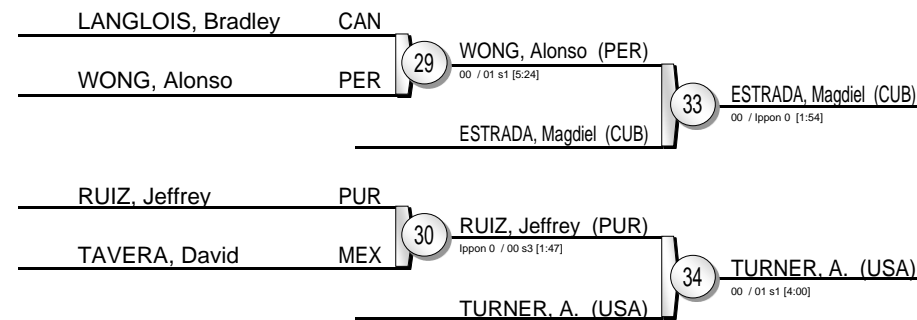 LANGLOIS, Bradley CAN
29 WONG, Alonso (PER)
WONG, Alonso PER
00 / 01 s1 [5:24]
33 ESTRADA, Magdiel (CUB)
00 / Ippon 0 [1:54]
ESTRADA, Magdiel (CUB)
RUIZ, Jeffrey PUR
30 RUIZ, Jeffrey (PUR)
Ippon 0 / 00 s3 [1:47]
TAVERA, David MEX
34 TURNER, A. (USA)
00 / 01 s1 [4:00]
TURNER, A. (USA)